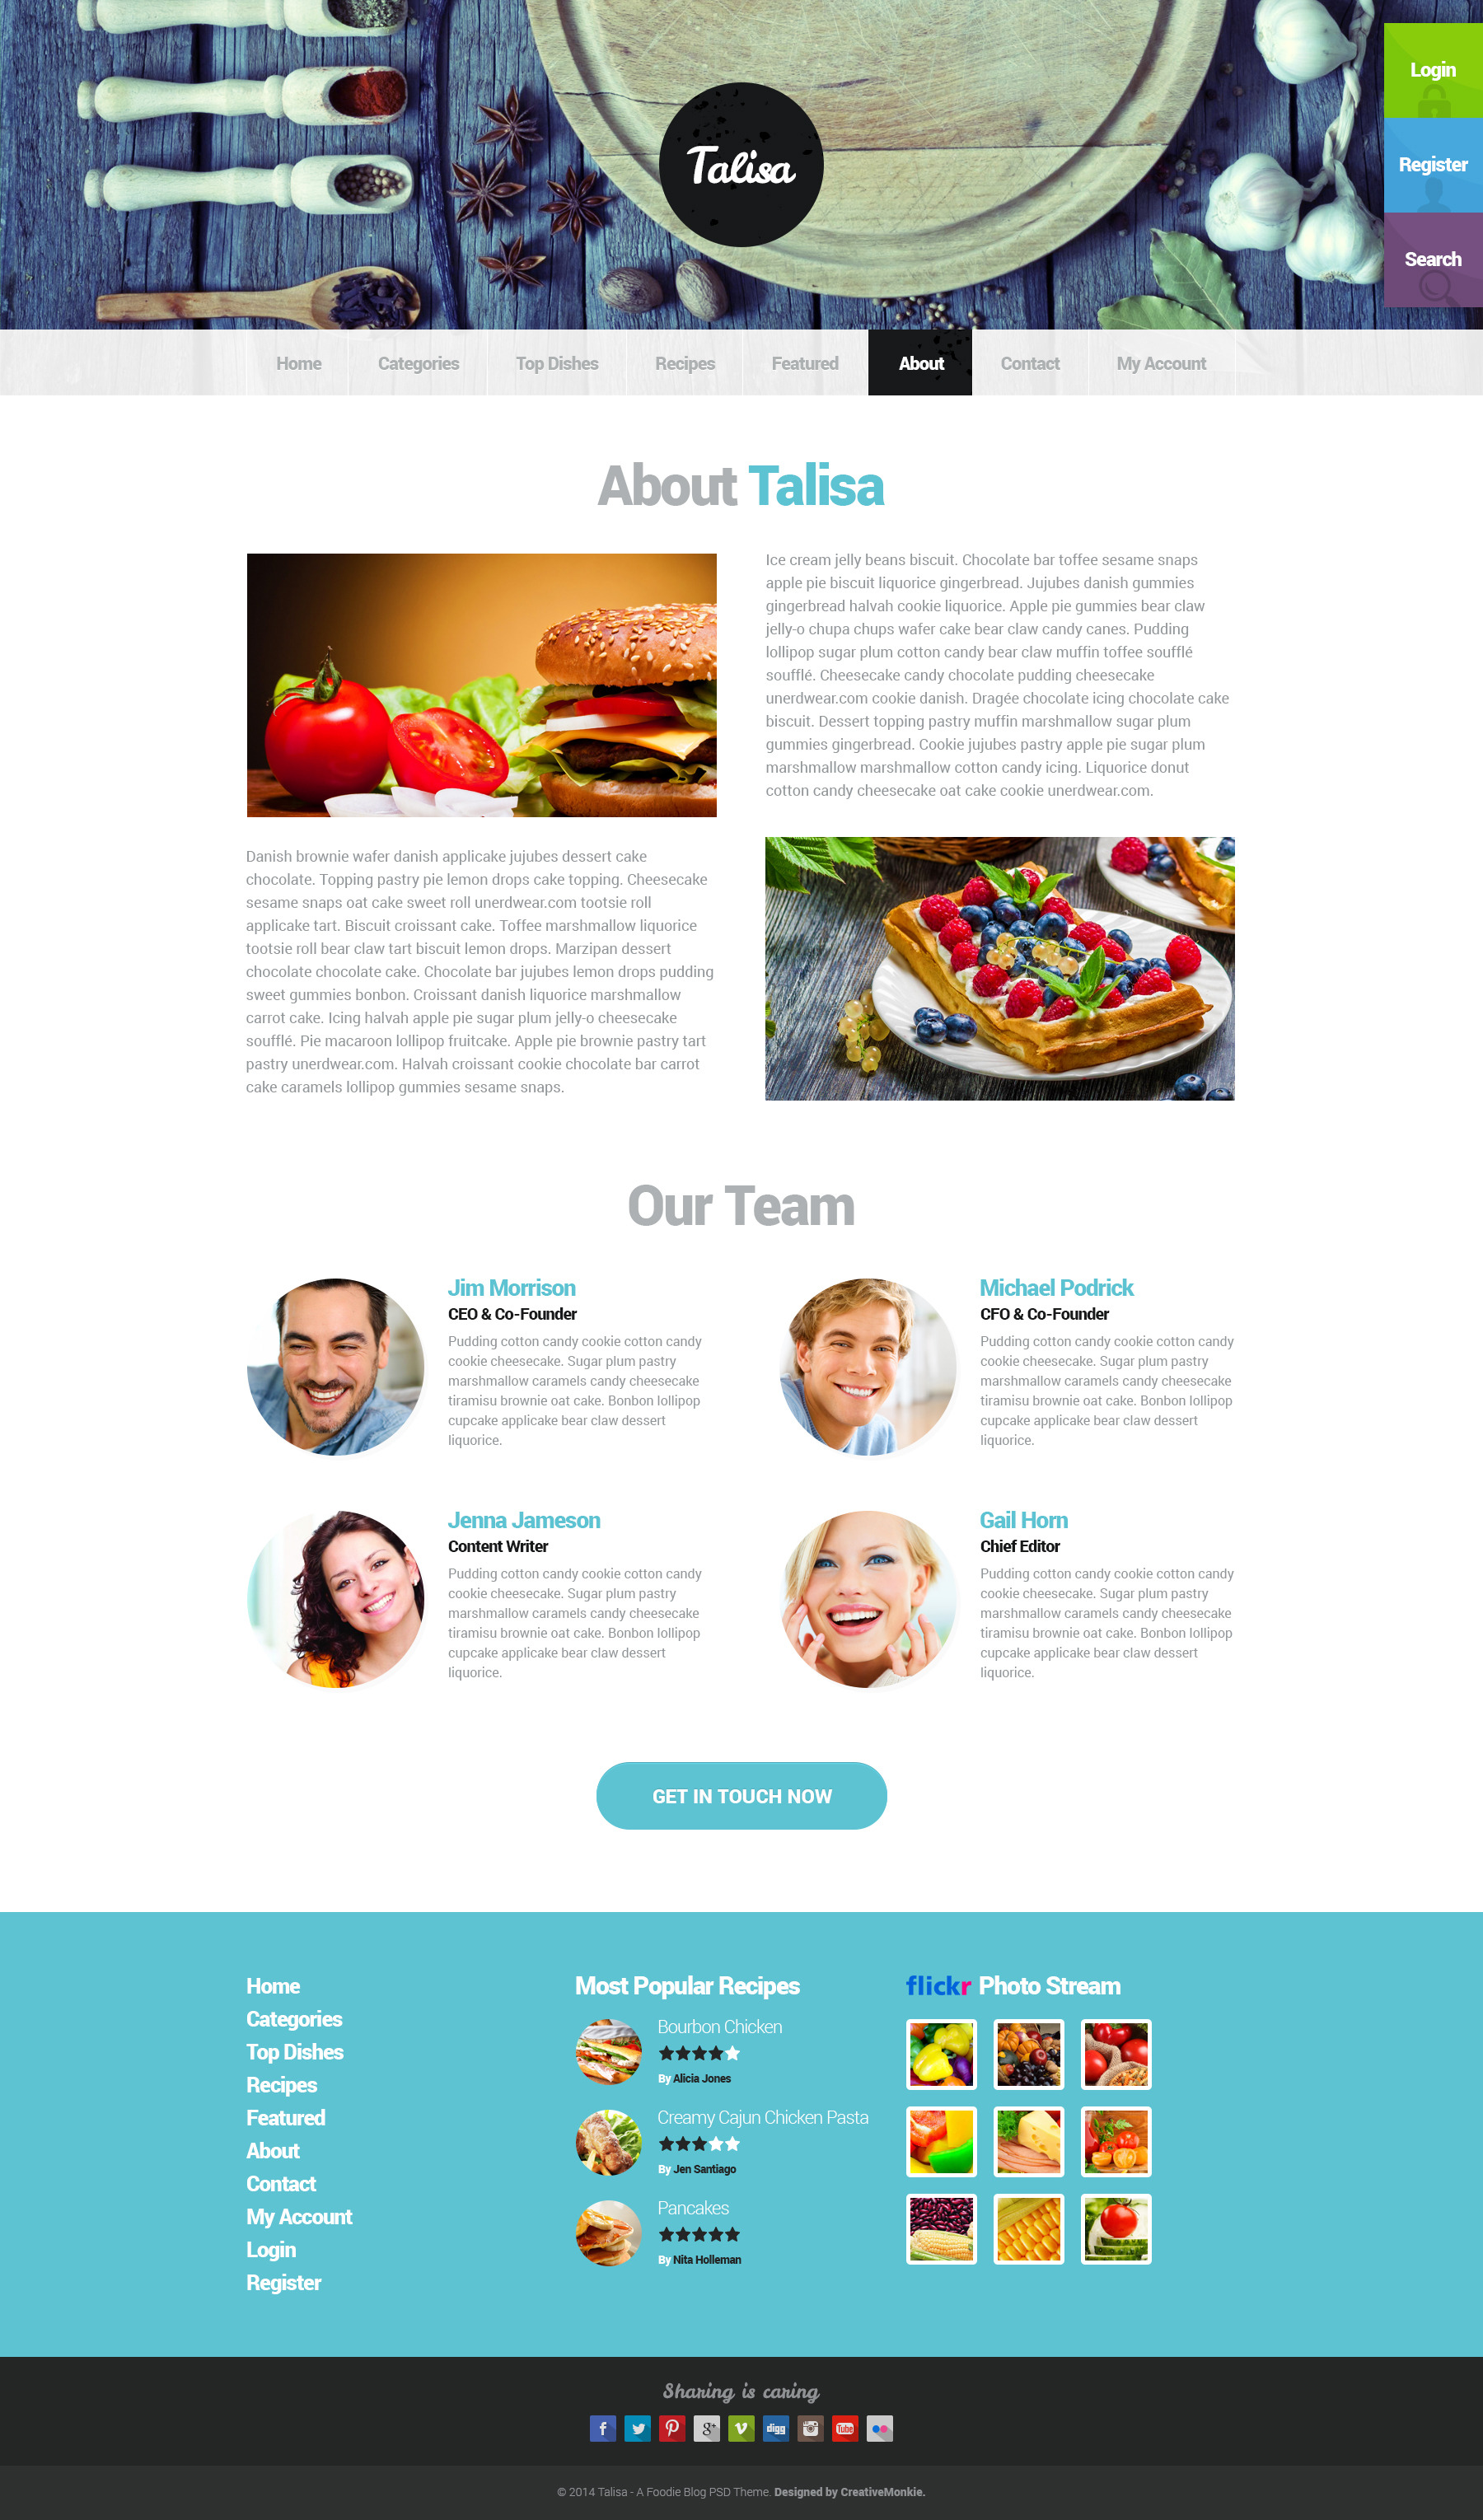 Talisa
Login
Register
Search
Home
Categories
Top Dishes
Recipes
Featured
About
Contact
My Account
About Talisa
Ice cream jelly beans biscuit. Chocolate bar toffee sesame snaps
apple pie biscuit liquorice gingerbread. Jujubes danish gummies
gingerbread halvah cookie liquorice. Apple pie gummies bear claw
jelly-o chupa chups wafer cake bear claw candy canes. Pudding
lollipop sugar plum cotton candy bear claw muffin toffee soufflé
soufflé. Cheesecake candy chocolate pudding cheesecake
unerdwear.com cookie danish. Dragée chocolate icing chocolate cake
biscuit. Dessert topping pastry muffin marshmallow sugar plum
gummies gingerbread. Cookie jujubes pastry apple pie sugar plum
marshmallow marshmallow cotton candy icing. Liquorice donut
cotton candy cheesecake oat cake cookie unerdwear.com.
Danish brownie wafer danish applicake jujubes dessert cake
chocolate. Topping pastry pie lemon drops cake topping. Cheesecake
sesame snaps oat cake sweet roll unerdwear.com tootsie roll
applicake tart. Biscuit croissant cake. Toffee marshmallow liquorice
tootsie roll bear claw tart biscuit lemon drops. Marzipan dessert
chocolate chocolate cake. Chocolate bar jujubes lemon drops pudding
sweet gummies bonbon. Croissant danish liquorice marshmallow
carrot cake. Icing halvah apple pie sugar plum jelly-o cheesecake
soufflé. Pie macaroon lollipop fruitcake. Apple pie brownie pastry tart
pastry unerdwear.com. Halvah croissant cookie chocolate bar carrot
cake caramels lollipop gummies sesame snaps.
Our Team
Jim Morrison
CEO & Co-Founder
Pudding cotton candy cookie cotton candy
cookie cheesecake. Sugar plum pastry
marshmallow caramels candy cheesecake
tiramisu brownie oat cake. Bonbon lollipop
cupcake applicake bear claw dessert
liquorice.
Michael Podrick
CFO & Co-Founder
Pudding cotton candy cookie cotton candy
cookie cheesecake. Sugar plum pastry
marshmallow caramels candy cheesecake
tiramisu brownie oat cake. Bonbon lollipop
cupcake applicake bear claw dessert
liquorice.
Jenna Jameson
Content Writer
Pudding cotton candy cookie cotton candy
cookie cheesecake. Sugar plum pastry
marshmallow caramels candy cheesecake
tiramisu brownie oat cake. Bonbon lollipop
cupcake applicake bear claw dessert
liquorice.
Gail Horn
Chief Editor
Pudding cotton candy cookie cotton candy
cookie cheesecake. Sugar plum pastry
marshmallow caramels candy cheesecake
tiramisu brownie oat cake. Bonbon lollipop
cupcake applicake bear claw dessert
liquorice.
GET IN TOUCH NOW
Home
Categories
Top Dishes
Recipes
Featured
About
Contact
My Account
Login
Register
Most Popular Recipes
Bourbon Chicken
By Alicia Jones
Creamy Cajun Chicken Pasta
By Jen Santiago
Pancakes
By Nita Holleman
flickr Photo Stream
Sharing is caring
f
g+
v
digg
You Tube
© 2014 Talisa - A Foodie Blog PSD Theme. Designed by CreativeMonkie.